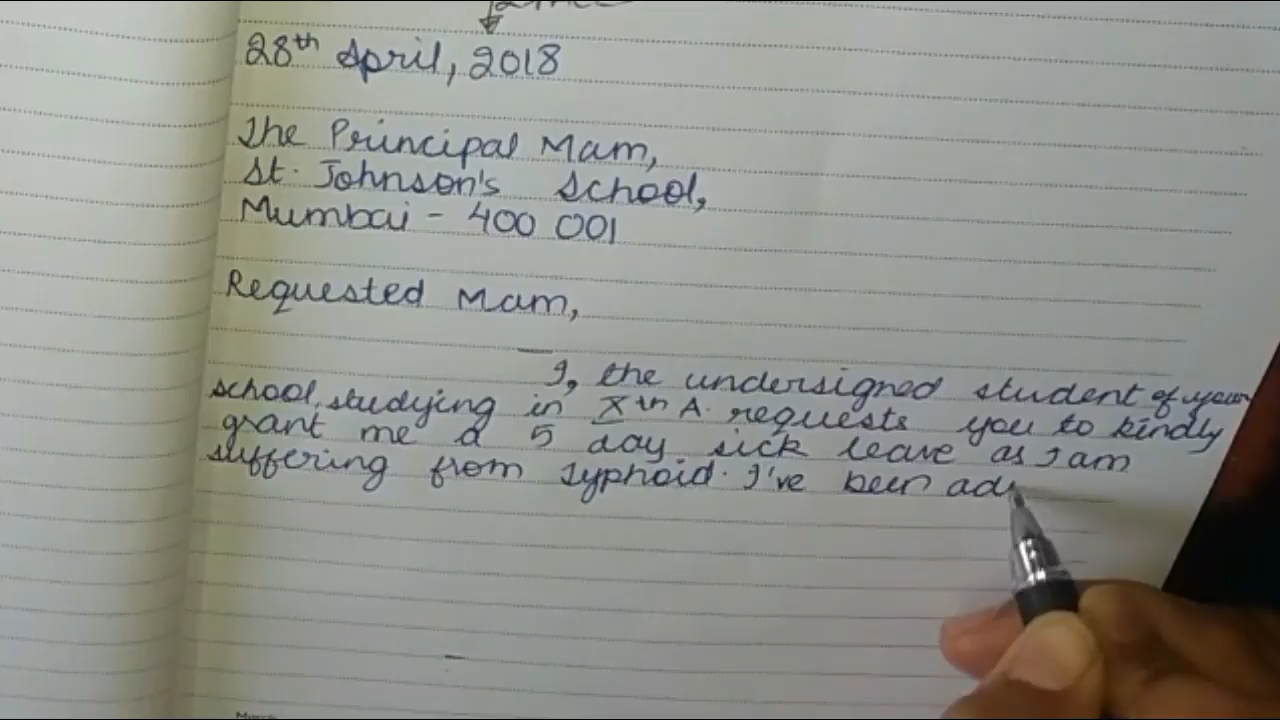 28th April, 2018
The Principal Mam,
St. Johnson's School,
Mumbai - 400 001
Requested Mam,
I, the undersigned student of your
school, studying in Xth A. requests you to kindly
grant me a 5 day sick leave as I am
suffering from Typhoid. I've been adv